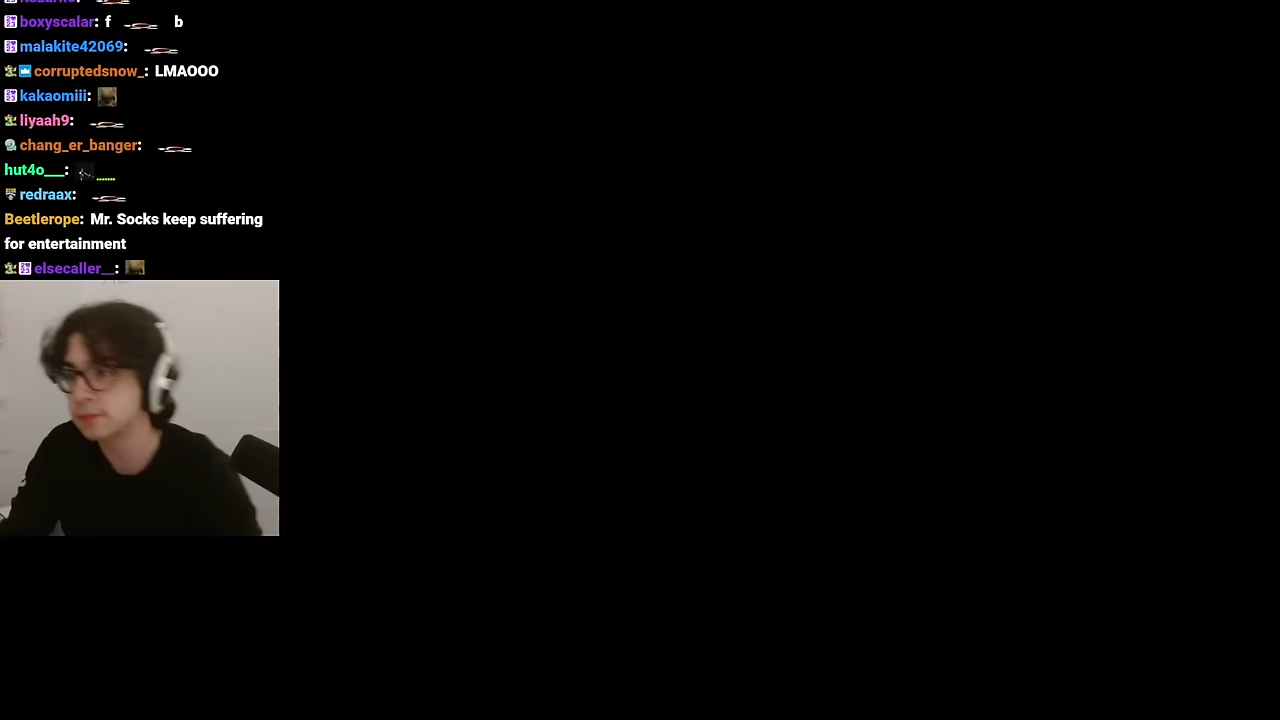 boxyscalar: f b
malakite42069:
corruptedsnow_: LMAOOO
kakaomiii:
liyaah9:
chang_er_banger:
hut4o___:
redraax:
Beetlerope: Mr. Socks keep suffering
for entertainment
elsecaller__: